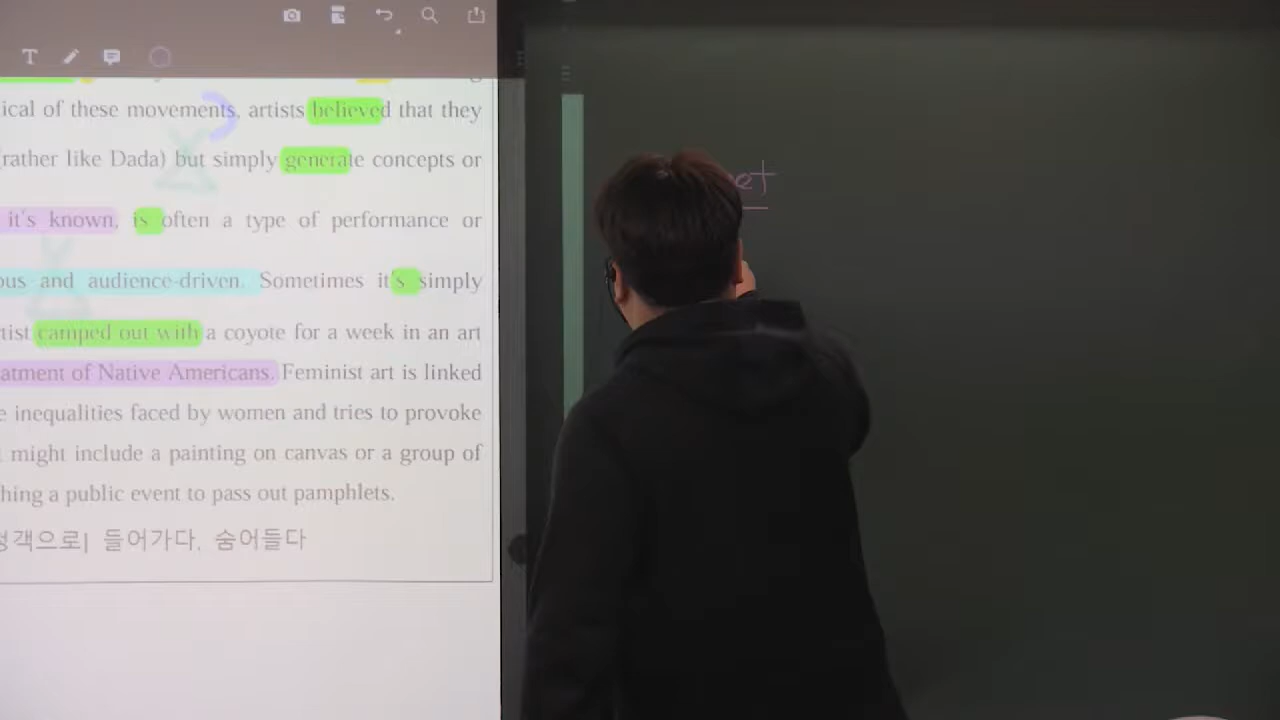 ical of these movements, artists believed that they
(rather like Dada) but simply generate concepts or
it's known, is often a type of performance or
ous and audience-driven. Sometimes it's simply
tist camped out with a coyote for a week in an art
atment of Native Americans. Feminist art is linked
e inequalities faced by women and tries to provoke
might include a painting on canvas or a group of
hing a public event to pass out pamphlets.
객으로| 들어가다, 숨어들다